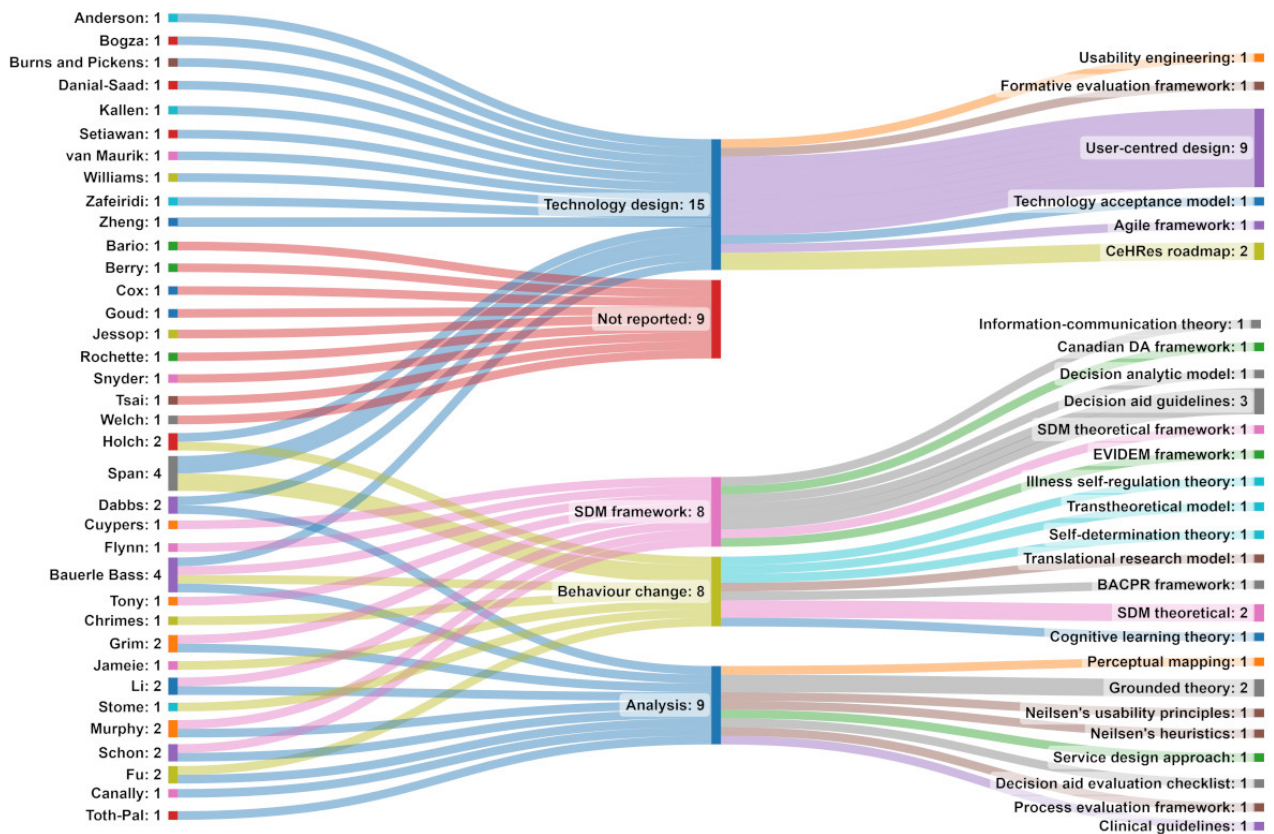 Anderson: 1
Bogza: 1
Burns and Pickens: 1
Danial-Saad: 1
Kallen: 1
Setiawan: 1
van Maurik: 1
Williams: 1
Zafeiridi: 1
Zheng: 1
Bario: 1
Berry: 1
Cox: 1
Goud: 1
Jessop: 1
Rochette: 1
Snyder: 1
Tsai: 1
Welch: 1
Holch: 2
Span: 4
Dabbs: 2
Cuypers: 1
Flynn: 1
Bauerle Bass: 4
Tony: 1
Chrimes: 1
Grim: 2
Jameie: 1
Li: 2
Stome: 1
Murphy: 2
Schon: 2
Fu: 2
Canally: 1
Toth-Pal: 1
Technology design: 15
Not reported: 9
SDM framework: 8
Behaviour change: 8
Analysis: 9
Usability engineering: 1
Formative evaluation framework: 1
User-centred design: 9
Technology acceptance model: 1
Agile framework: 1
CeHRes roadmap: 2
Information-communication theory: 1
Canadian DA framework: 1
Decision analytic model: 1
Decision aid guidelines: 3
SDM theoretical framework: 1
EVIDEM framework: 1
Illness self-regulation theory: 1
Transtheoretical model: 1
Self-determination theory: 1
Translational research model: 1
BACPR framework: 1
SDM theoretical: 2
Cognitive learning theory: 1
Perceptual mapping: 1
Grounded theory: 2
Neilsen's usability principles: 1
Neilsen's heuristics: 1
Service design approach: 1
Decision aid evaluation checklist: 1
Process evaluation framework: 1
Clinical guidelines: 1